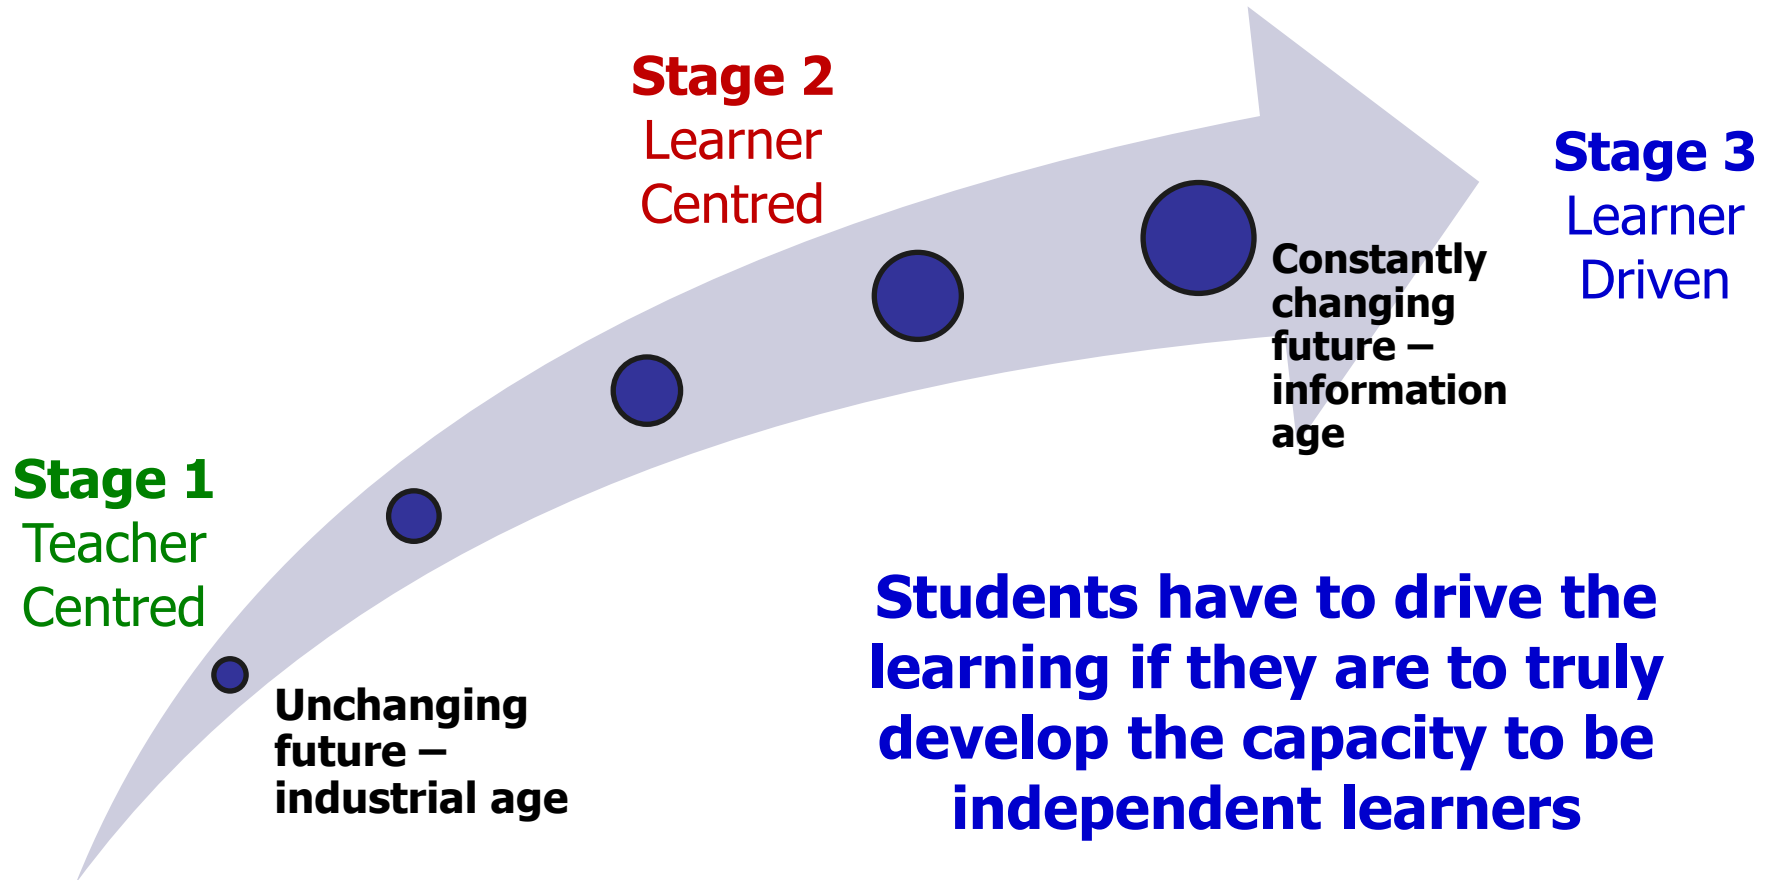 Stage 1
Teacher
Centred
Unchanging
future –
industrial age
Stage 2
Learner
Centred
Constantly
changing
future –
information
age
Stage 3
Learner
Driven
Students have to drive the
learning if they are to truly
develop the capacity to be
independent learners